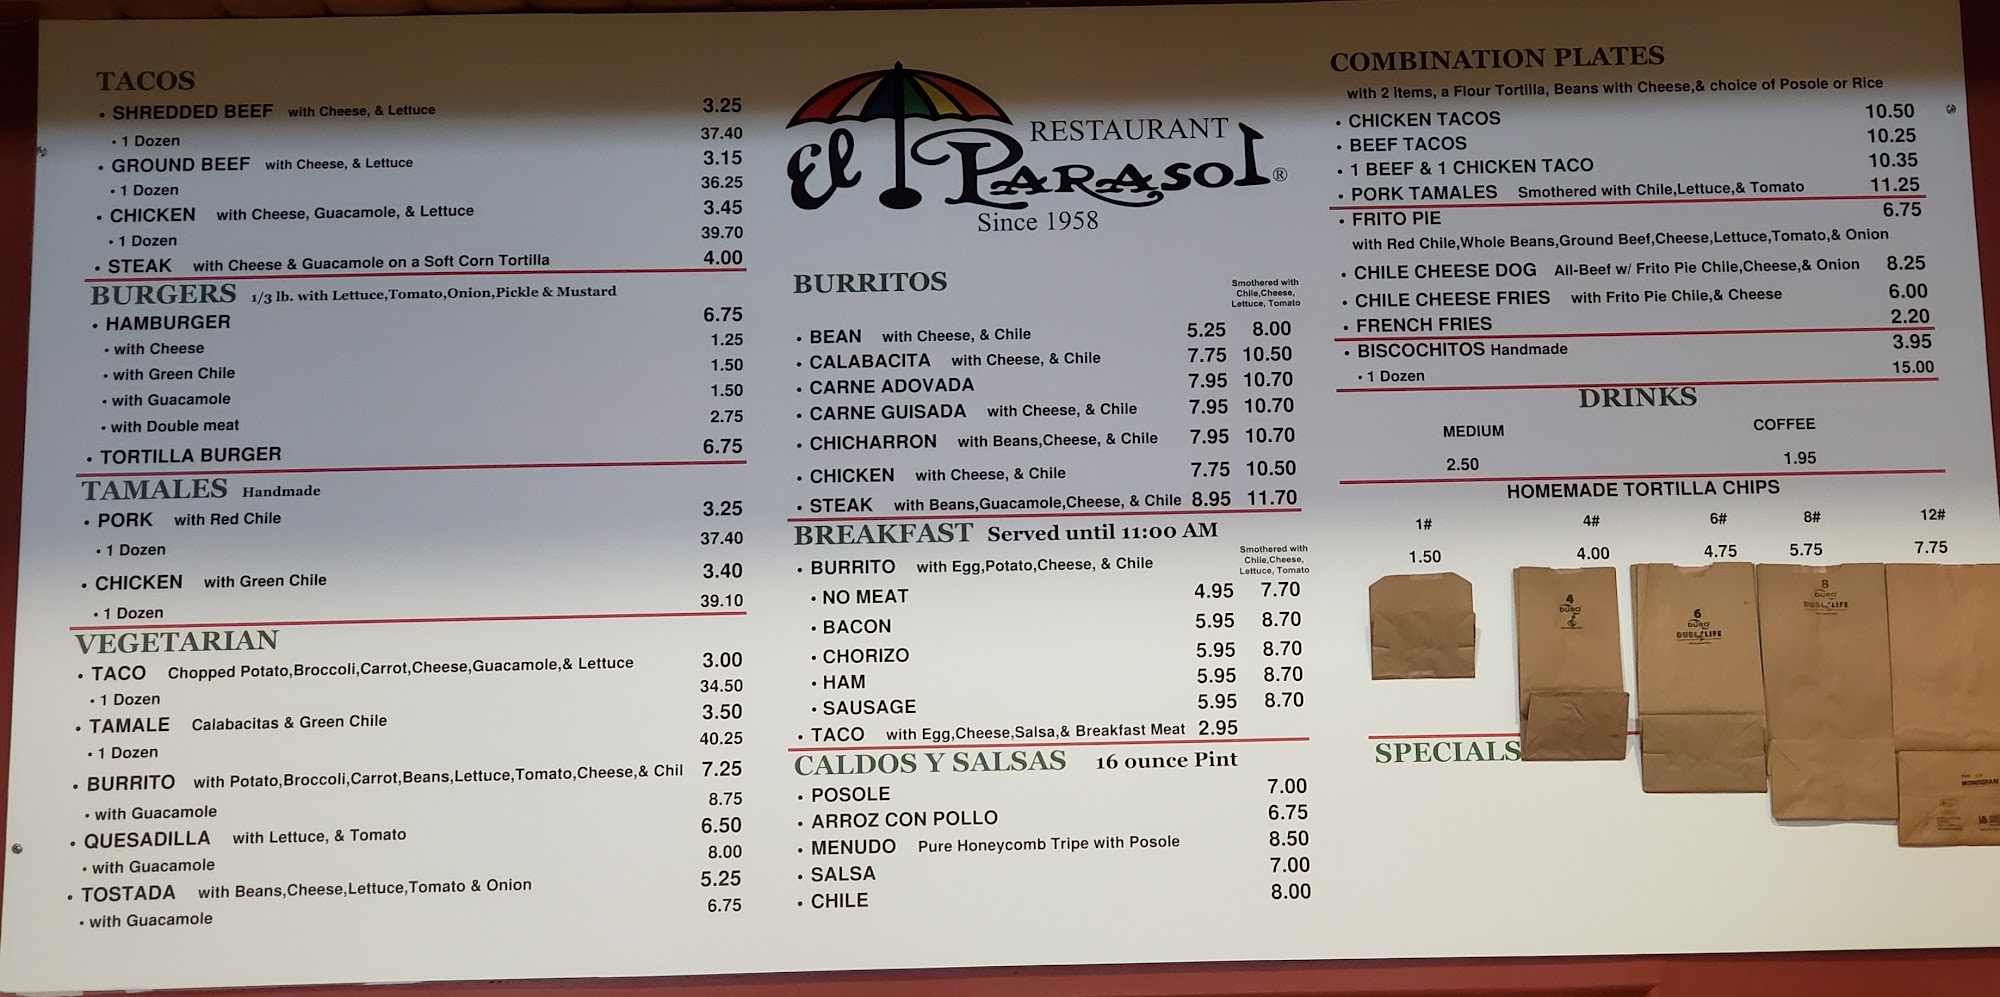 TACOS
• SHREDDED BEEF with Cheese, & Lettuce 3.25
• 1 Dozen 37.40
• GROUND BEEF with Cheese, & Lettuce 3.15
• 1 Dozen 36.25
• CHICKEN with Cheese, Guacamole, & Lettuce 3.45
• 1 Dozen 39.70
• STEAK with Cheese & Guacamole on a Soft Corn Tortilla 4.00
BURGERS 1/3 lb. with Lettuce,Tomato,Onion,Pickle & Mustard
• HAMBURGER 6.75
• with Cheese 1.25
• with Green Chile 1.50
• with Guacamole 1.50
• with Double meat 2.75
• TORTILLA BURGER 6.75
TAMALES Handmade
• PORK with Red Chile 3.25
• 1 Dozen 37.40
• CHICKEN with Green Chile 3.40
• 1 Dozen 39.10
VEGETARIAN
• TACO Chopped Potato,Broccoli,Carrot,Cheese,Guacamole,& Lettuce 3.00
• 1 Dozen 34.50
• TAMALE Calabacitas & Green Chile 3.50
• 1 Dozen 40.25
• BURRITO with Potato,Broccoli,Carrot,Beans,Lettuce,Tomato,Cheese,& Chil 7.25
• with Guacamole 8.75
• QUESADILLA with Lettuce, & Tomato 6.50
• with Guacamole 8.00
• TOSTADA with Beans,Cheese,Lettuce,Tomato & Onion 5.25
• with Guacamole 6.75
RESTAURANT
El Parasol ®
Since 1958
BURRITOS
Smothered with
Chile,Cheese,
Lettuce, Tomato
• BEAN with Cheese, & Chile 5.25 8.00
• CALABACITA with Cheese, & Chile 7.75 10.50
• CARNE ADOVADA 7.95 10.70
• CARNE GUISADA with Cheese, & Chile 7.95 10.70
• CHICHARRON with Beans,Cheese, & Chile 7.95 10.70
• CHICKEN with Cheese, & Chile 7.75 10.50
• STEAK with Beans,Guacamole,Cheese, & Chile 8.95 11.70
BREAKFAST Served until 11:00 AM
Smothered with
Chile,Cheese,
Lettuce, Tomato
• BURRITO with Egg,Potato,Cheese, & Chile
• NO MEAT 4.95 7.70
• BACON 5.95 8.70
• CHORIZO 5.95 8.70
• HAM 5.95 8.70
• SAUSAGE 5.95 8.70
• TACO with Egg,Cheese,Salsa,& Breakfast Meat 2.95
CALDOS Y SALSAS 16 ounce Pint
• POSOLE 7.00
• ARROZ CON POLLO 6.75
• MENUDO Pure Honeycomb Tripe with Posole 8.50
• SALSA 7.00
• CHILE 8.00
COMBINATION PLATES
with 2 items, a Flour Tortilla, Beans with Cheese,& choice of Posole or Rice
• CHICKEN TACOS 10.50
• BEEF TACOS 10.25
• 1 BEEF & 1 CHICKEN TACO 10.35
• PORK TAMALES Smothered with Chile,Lettuce,& Tomato 11.25
• FRITO PIE 6.75
with Red Chile,Whole Beans,Ground Beef,Cheese,Lettuce,Tomato,& Onion
• CHILE CHEESE DOG All-Beef w/ Frito Pie Chile,Cheese,& Onion 8.25
• CHILE CHEESE FRIES with Frito Pie Chile,& Cheese 6.00
• FRENCH FRIES 2.20
• BISCOCHITOS Handmade 3.95
• 1 Dozen 15.00
DRINKS
MEDIUM COFFEE
2.50 1.95
HOMEMADE TORTILLA CHIPS
1# 4# 6# 8# 12#
1.50 4.00 4.75 5.75 7.75
4
DURO
6
DURO
DUBL LIFE
8
DURO
DUBL LIFE
SPECIALS